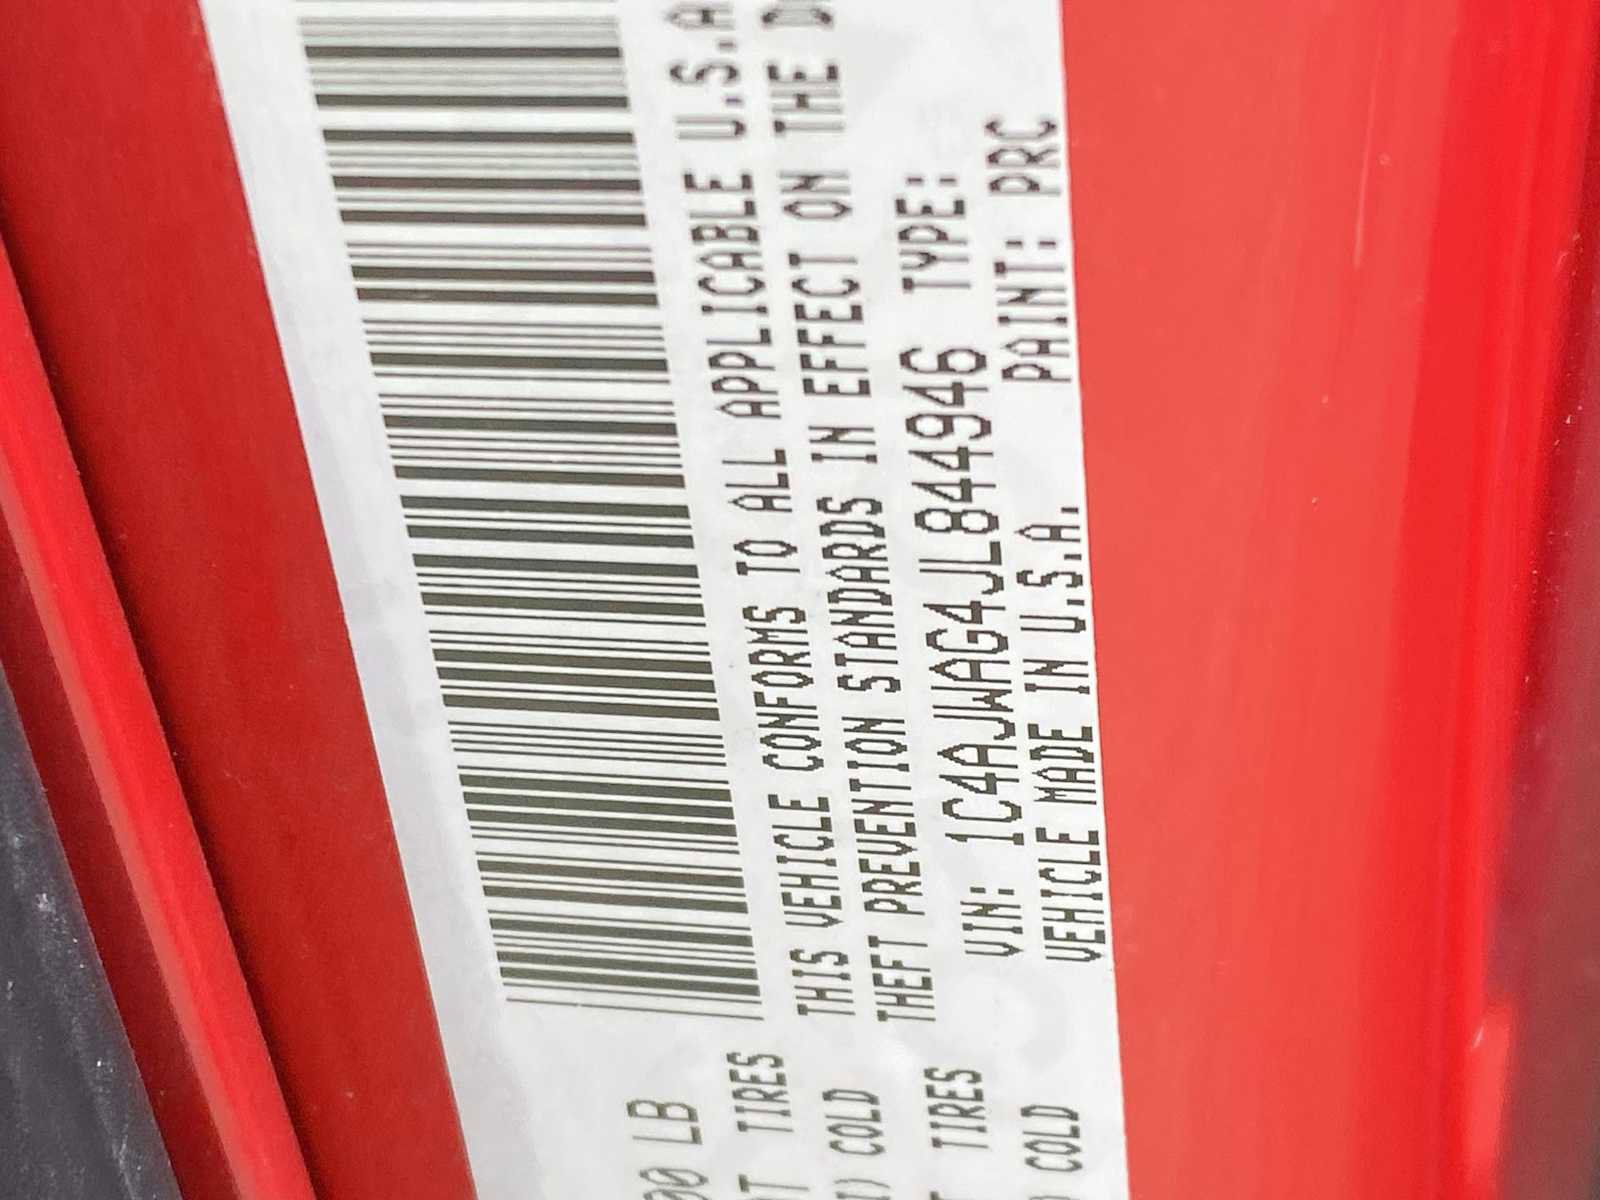 THIS VEHICLE CONFORMS TO ALL APPLICABLE U.S.A
THEFT PREVENTION STANDARDS IN EFFECT ON THE
VIN: 1C4AJWAG4JL844946 TYPE:
VEHICLE MADE IN U.S.A. PAINT: PRC
00 LB
TIRES
COLD
TIRES
COLD